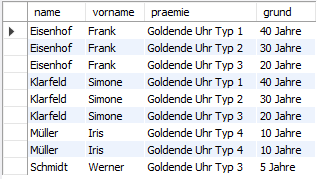 name vorname praemie grund
Eisenhof Frank Goldende Uhr Typ 1 40 Jahre
Eisenhof Frank Goldende Uhr Typ 2 30 Jahre
Eisenhof Frank Goldende Uhr Typ 3 20 Jahre
Klarfeld Simone Goldende Uhr Typ 1 40 Jahre
Klarfeld Simone Goldende Uhr Typ 2 30 Jahre
Klarfeld Simone Goldende Uhr Typ 3 20 Jahre
Müller Iris Goldende Uhr Typ 4 10 Jahre
Müller Iris Goldende Uhr Typ 4 10 Jahre
Schmidt Werner Goldende Uhr Typ 3 5 Jahre